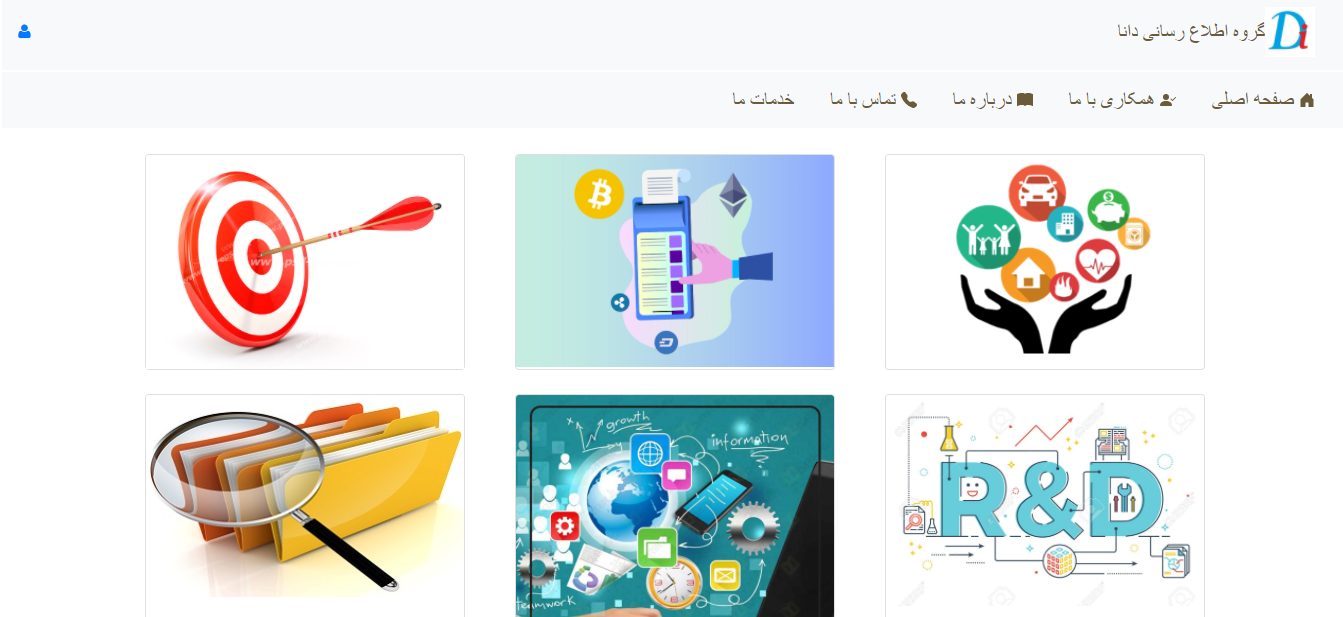 گروه اطلاع رسانی دانا Di
صفحه اصلی
همکاری با ما
درباره ما
تماس با ما
خدمات ما
growth
information
teamwork
R&D